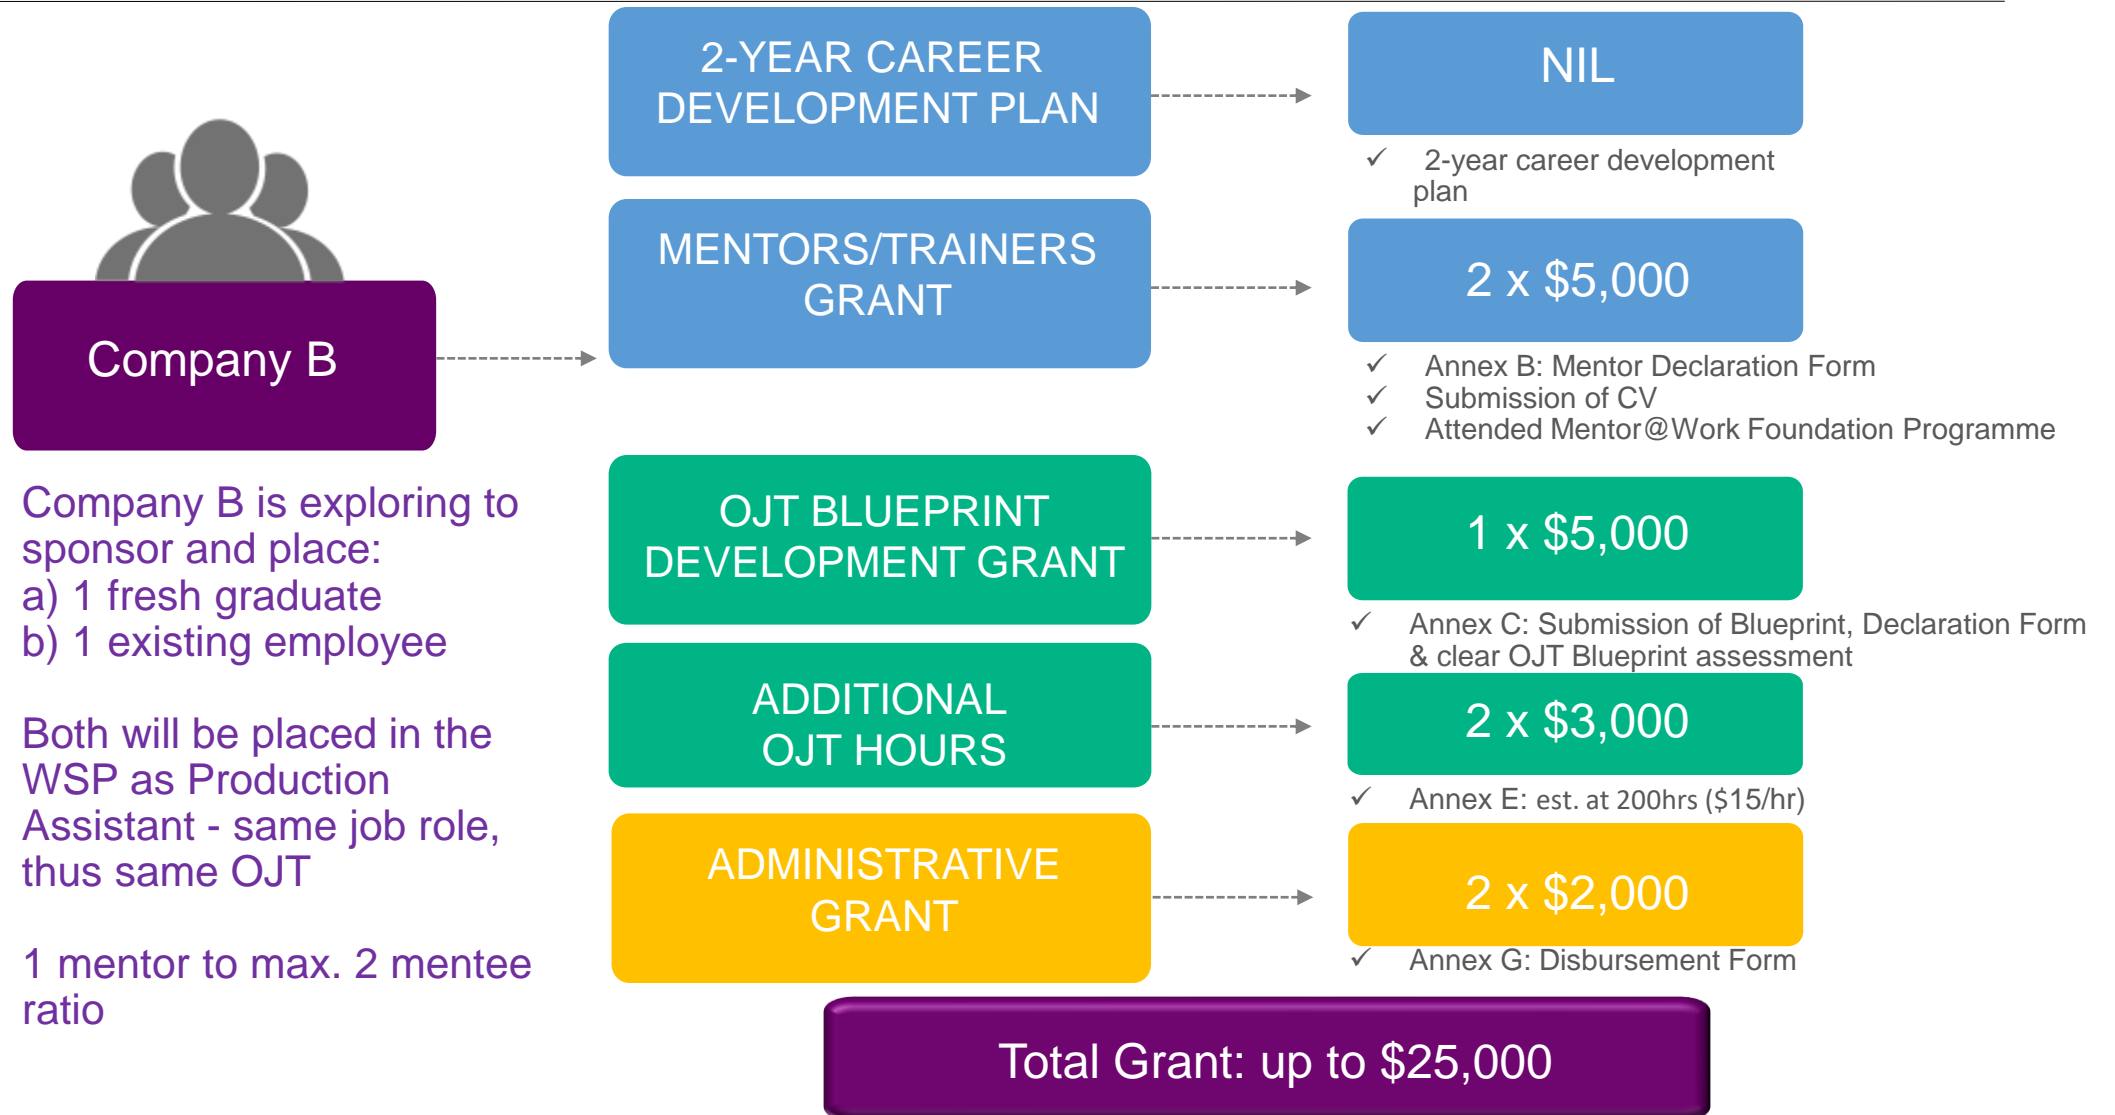 Company B
Company B is exploring to
sponsor and place:
a) 1 fresh graduate
b) 1 existing employee
Both will be placed in the
WSP as Production
Assistant - same job role,
thus same OJT
1 mentor to max. 2 mentee
ratio
2-YEAR CAREER
DEVELOPMENT PLAN
NIL
✓ 2-year career development
plan
MENTORS/TRAINERS
GRANT
2 x $5,000
✓ Annex B: Mentor Declaration Form
✓ Submission of CV
✓ Attended Mentor@Work Foundation Programme
OJT BLUEPRINT
DEVELOPMENT GRANT
1 x $5,000
✓ Annex C: Submission of Blueprint, Declaration Form
& clear OJT Blueprint assessment
ADDITIONAL
OJT HOURS
2 x $3,000
✓ Annex E: est. at 200hrs ($15/hr)
ADMINISTRATIVE
GRANT
2 x $2,000
✓ Annex G: Disbursement Form
Total Grant: up to $25,000